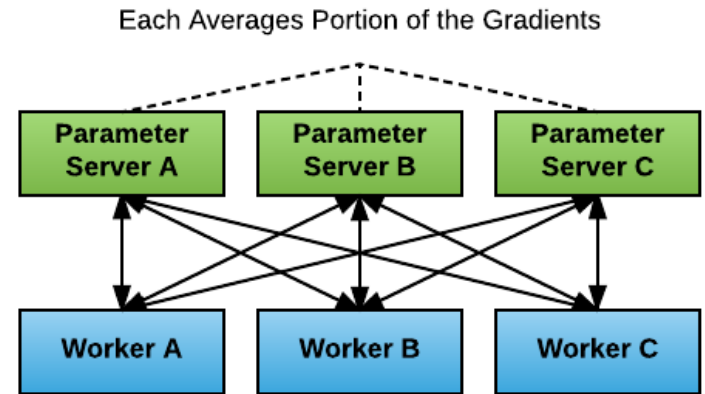 Each Averages Portion of the Gradients
Parameter
Server A
Parameter
Server B
Parameter
Server C
Worker A
Worker B
Worker C